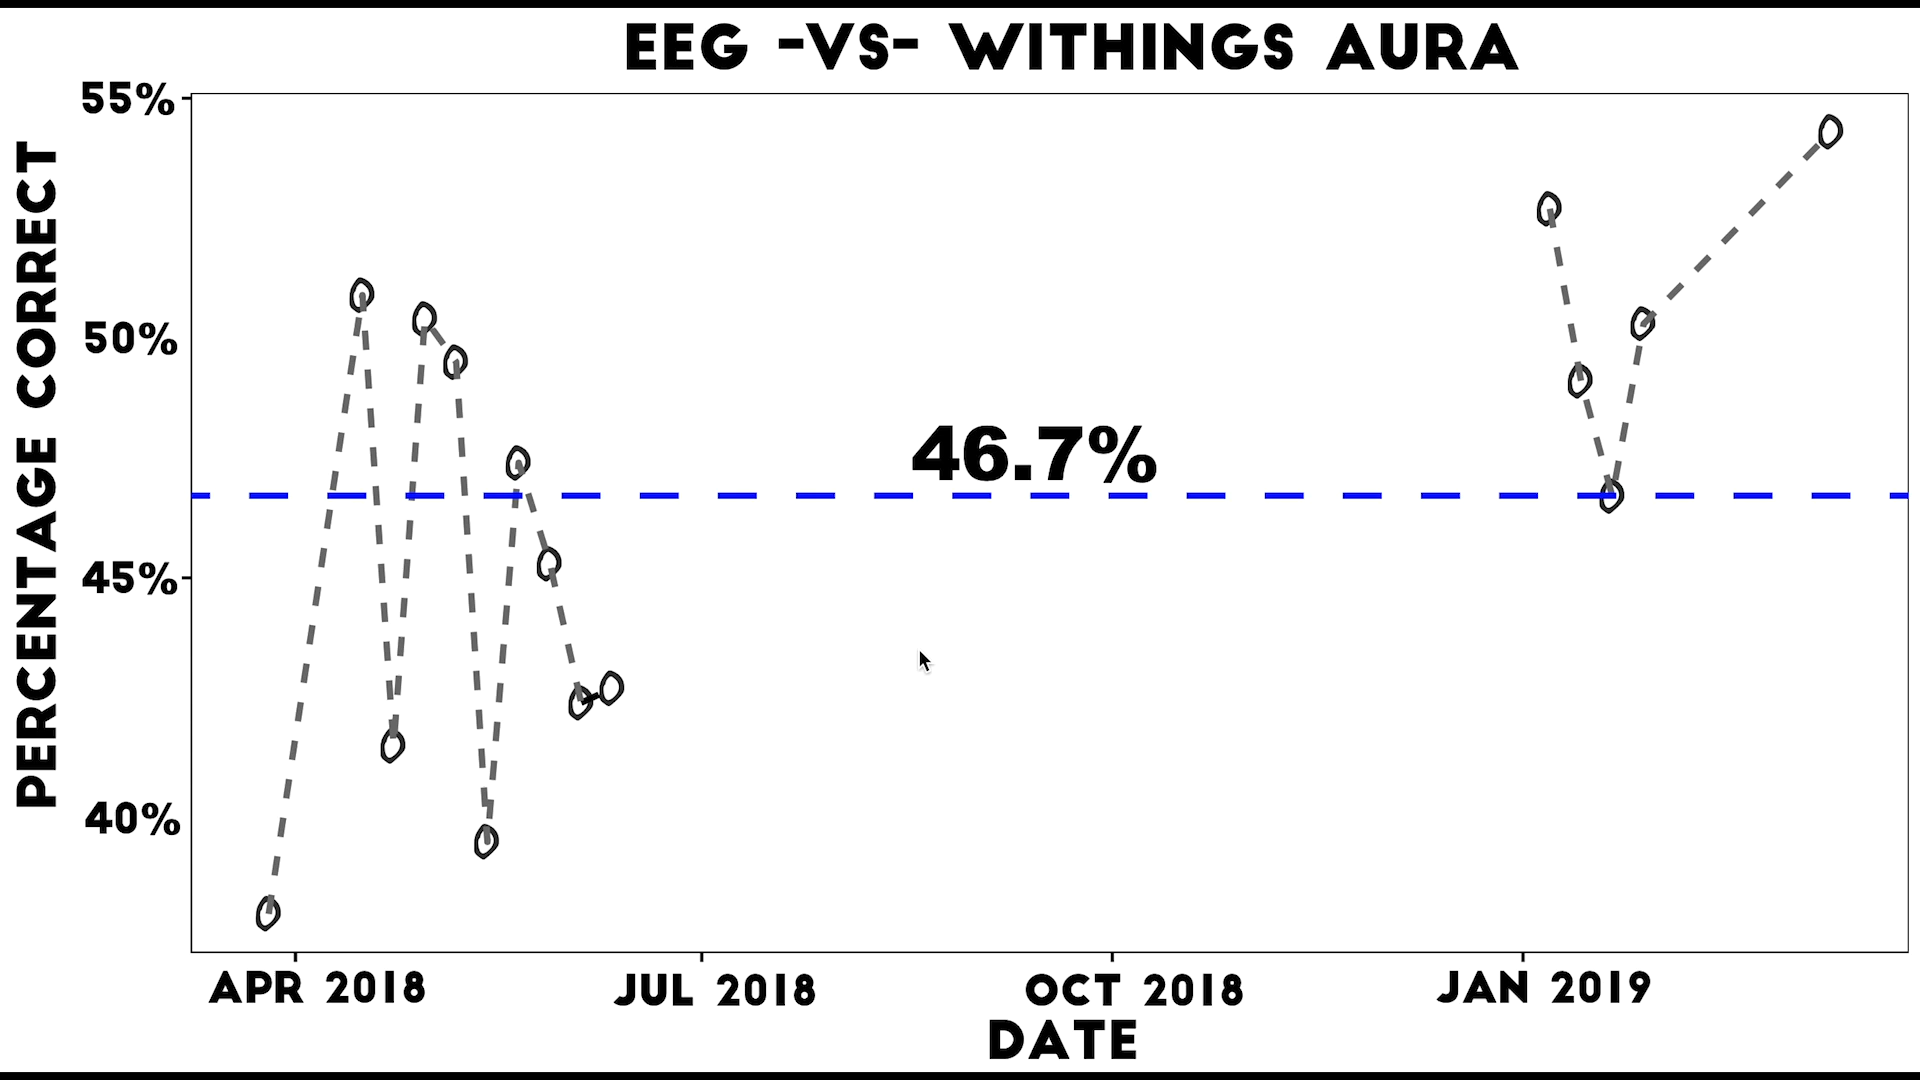 EEG -VS- WITHINGS AURA
55%
50%
45%
40%
PERCENTAGE CORRECT
46.7%
APR 2018
JUL 2018
OCT 2018
JAN 2019
DATE